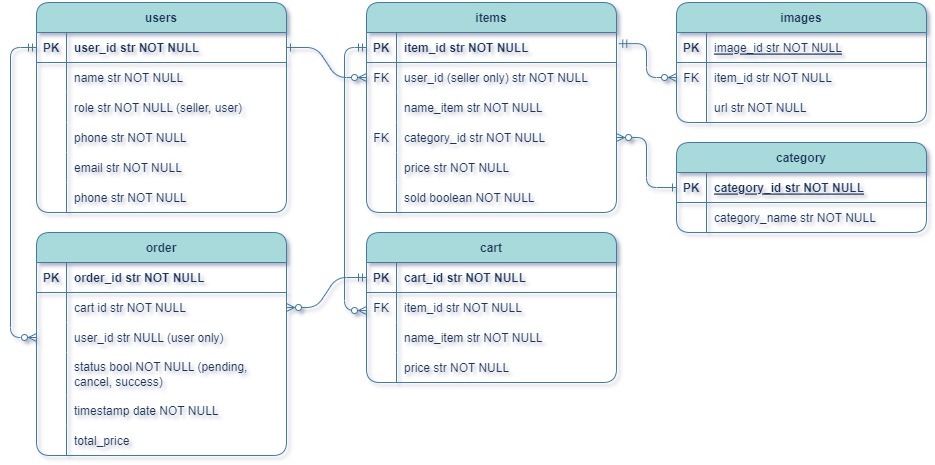 users
PK user_id str NOT NULL
name str NOT NULL
role str NOT NULL (seller, user)
phone str NOT NULL
email str NOT NULL
phone str NOT NULL
items
PK item_id str NOT NULL
FK user_id (seller only) str NOT NULL
name_item str NOT NULL
FK category_id str NOT NULL
price str NOT NULL
sold boolean NOT NULL
images
PK image_id str NOT NULL
FK item_id str NOT NULL
url str NOT NULL
category
PK category_id str NOT NULL
category_name str NOT NULL
order
PK order_id str NOT NULL
cart id str NOT NULL
user_id str NULL (user only)
status bool NOT NULL (pending,
cancel, success)
timestamp date NOT NULL
total_price
cart
PK cart_id str NOT NULL
FK item_id str NOT NULL
name_item str NOT NULL
price str NOT NULL